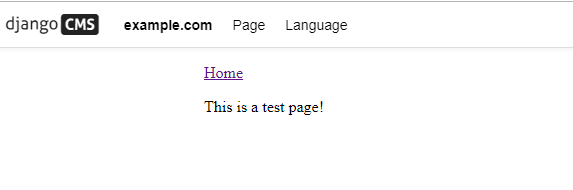 django CMS example.com Page Language
Home
This is a test page!